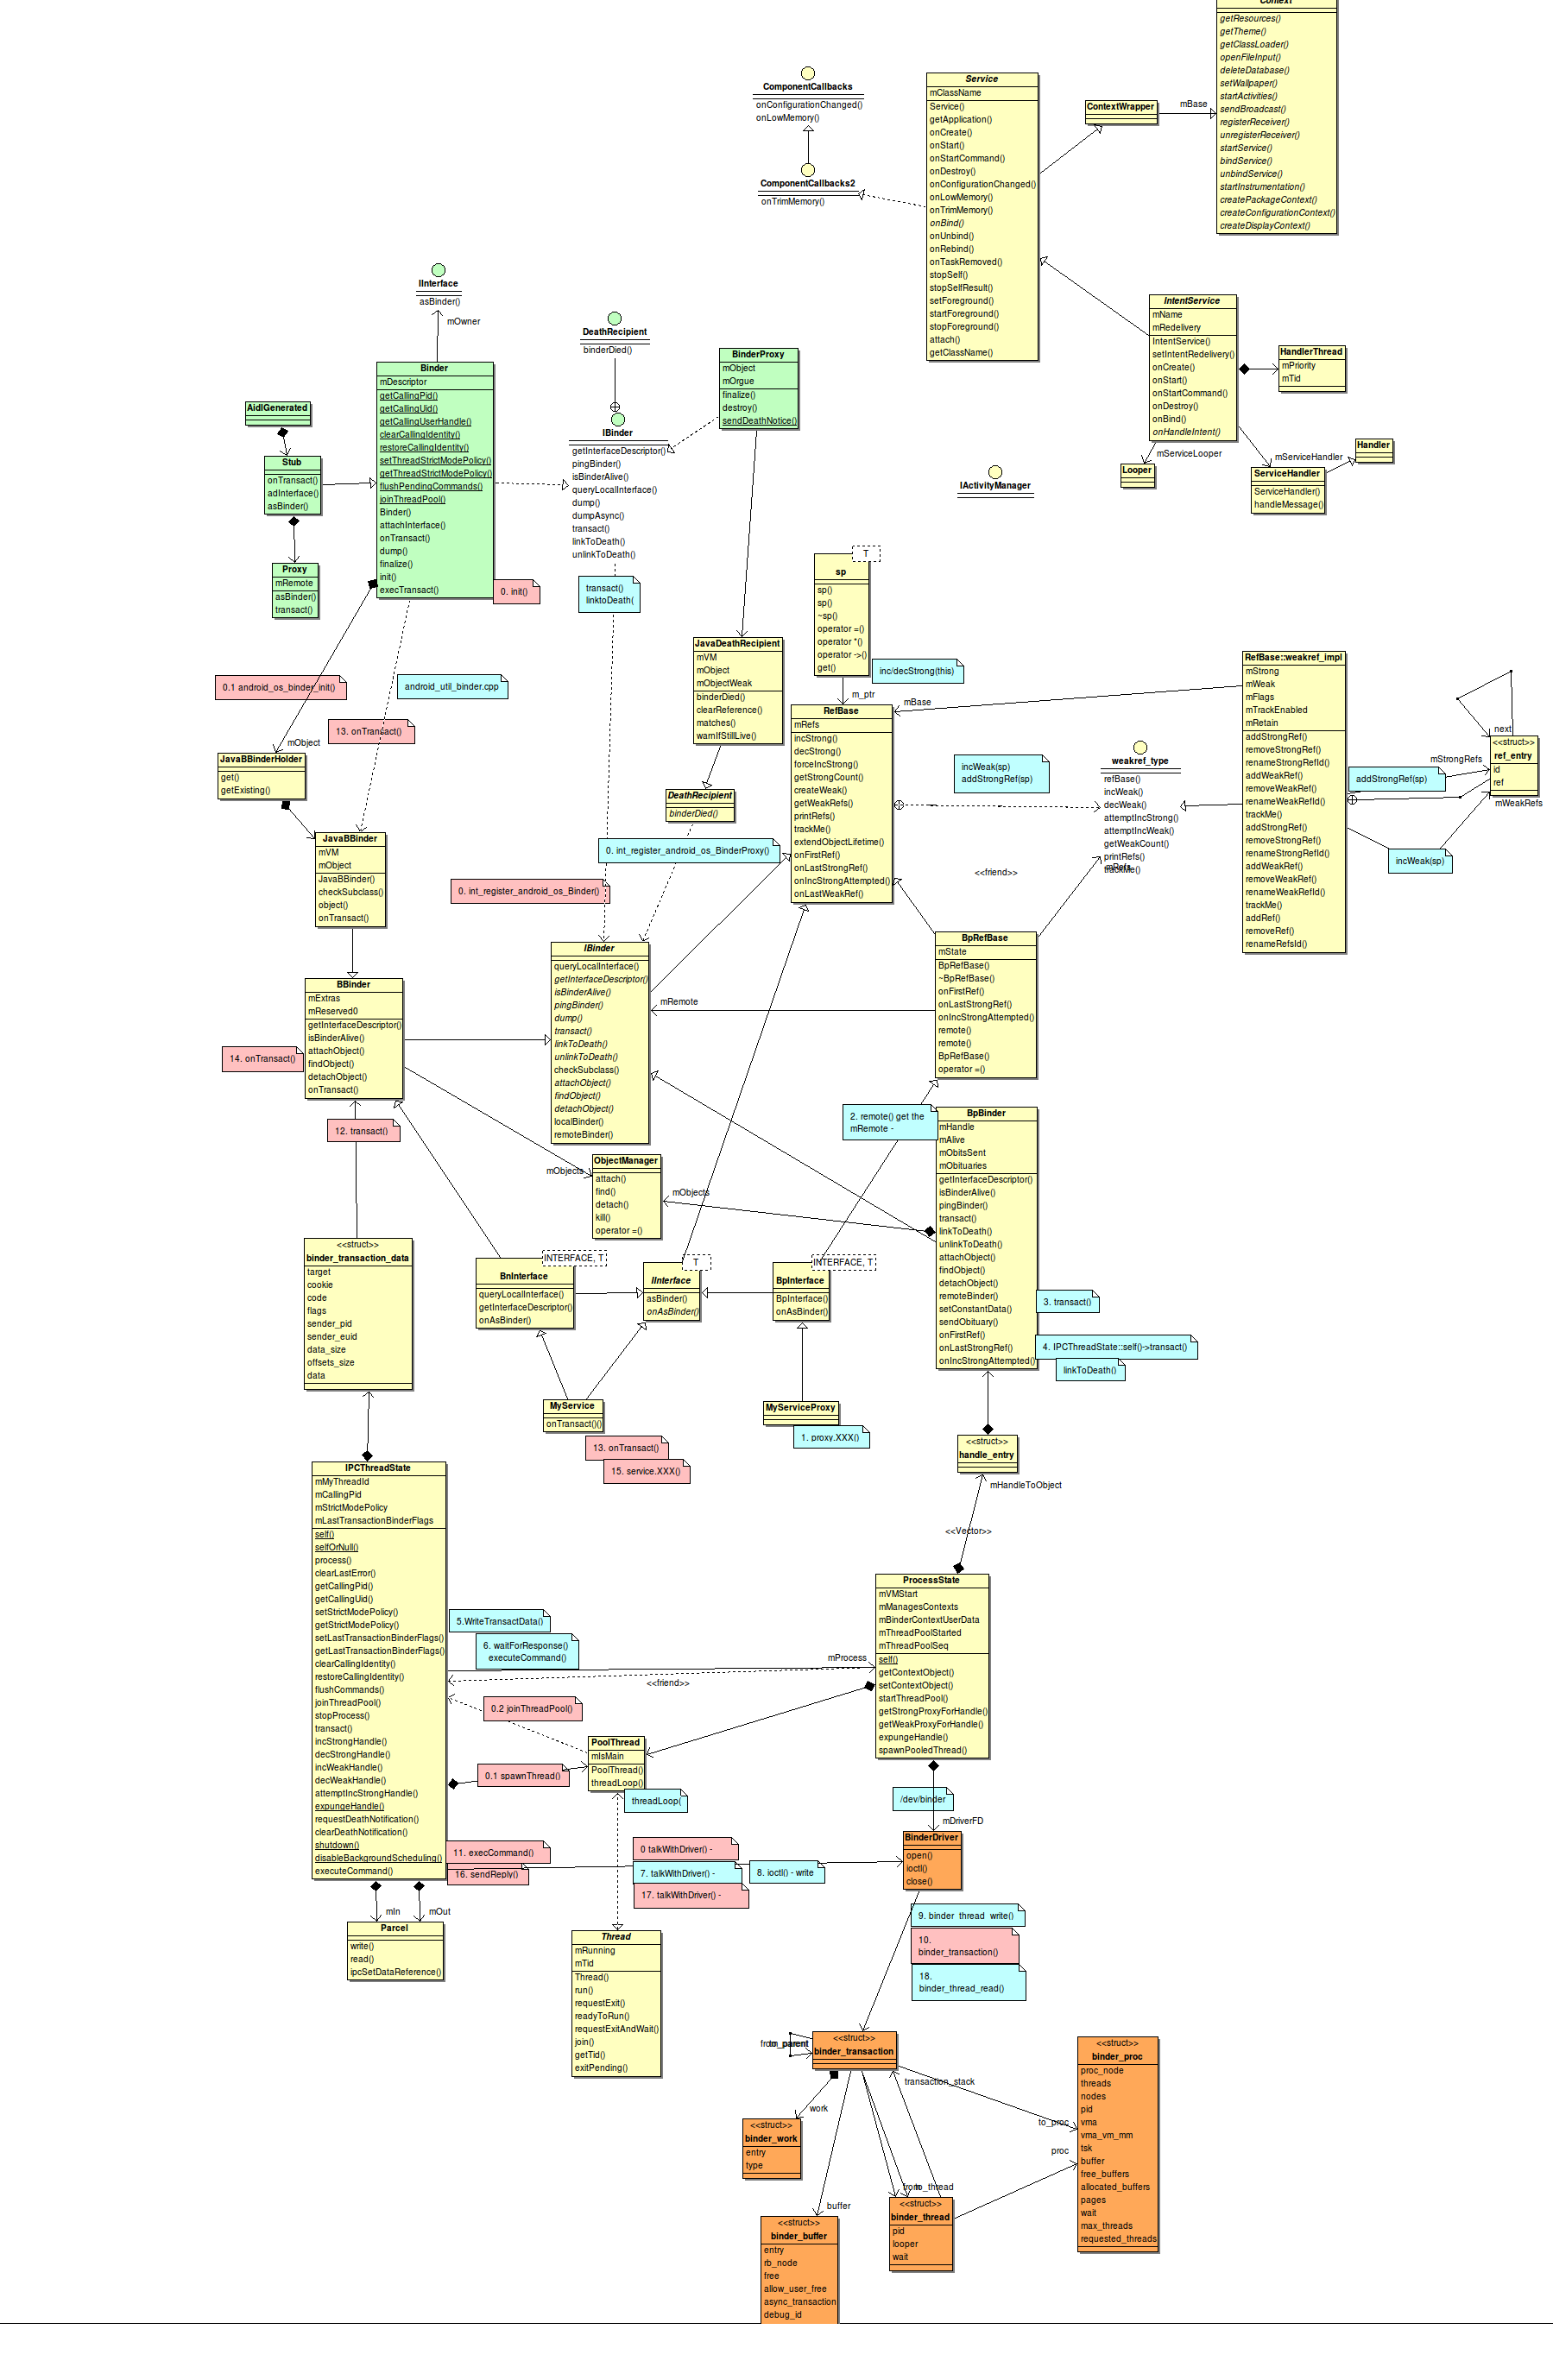 Context
getResources()
getTheme()
getClassLoader()
openFileInput()
deleteDatabase()
setWallpaper()
startActivities()
sendBroadcast()
registerReceiver()
unregisterReceiver()
startService()
bindService()
unbindService()
startInstrumentation()
createPackageContext()
createConfigurationContext()
createDisplayContext()
ComponentCallbacks
onConfigurationChanged()
onLowMemory()
ComponentCallbacks2
onTrimMemory()
Service
mClassName
Service()
getApplication()
onCreate()
onStart()
onStartCommand()
onDestroy()
onConfigurationChanged()
onLowMemory()
onTrimMemory()
onBind()
onUnbind()
onRebind()
onTaskRemoved()
stopSelf()
stopSelfResult()
setForeground()
startForeground()
stopForeground()
attach()
getClassName()
ContextWrapper
mBase
IntentService
mName
mRedelivery
IntentService()
setIntentRedelivery()
onCreate()
onStart()
onStartCommand()
onDestroy()
onBind()
onHandleIntent()
HandlerThread
mPriority
mTid
mServiceLooper
Looper
mServiceHandler
ServiceHandler
ServiceHandler()
handleMessage()
Handler
IActivityManager
IInterface
asBinder()
mOwner
DeathRecipient
binderDied()
BinderProxy
mObject
mOrgue
finalize()
destroy()
sendDeathNotice()
Binder
mDescriptor
getCallingPid()
getCallingUid()
getCallingUserHandle()
clearCallingIdentity()
restoreCallingIdentity()
setThreadStrictModePolicy()
getThreadStrictModePolicy()
flushPendingCommands()
joinThreadPool()
Binder()
attachInterface()
onTransact()
dump()
finalize()
init()
execTransact()
AidlGenerated
Stub
onTransact()
adInterface()
asBinder()
Proxy
mRemote
asBinder()
transact()
IBinder
getInterfaceDescriptor()
pingBinder()
isBinderAlive()
queryLocalInterface()
dump()
dumpAsync()
transact()
linkToDeath()
unlinkToDeath()
0. init()
transact()
linktoDeath(
T
sp
sp()
sp()
~sp()
operator =()
operator *()
operator ->()
get()
inc/decStrong(this)
m_ptr
JavaDeathRecipient
mVM
mObject
mObjectWeak
binderDied()
clearReference()
matches()
warnIfStillLive()
0.1 android_os_binder_init()
android_util_binder.cpp
13. onTransact()
mObject
JavaBBinderHolder
get()
getExisting()
DeathRecipient
binderDied()
RefBase
mRefs
incStrong()
decStrong()
forceIncStrong()
getStrongCount()
createWeak()
getWeakRefs()
printRefs()
trackMe()
extendObjectLifetime()
onFirstRef()
onLastStrongRef()
onIncStrongAttempted()
onLastWeakRef()
mBase
incWeak(sp)
addStrongRef(sp)
weakref_type
refBase()
incWeak()
decWeak()
attemptIncStrong()
attemptIncWeak()
getWeakCount()
printRefs()
trackMe()
mRefs
<<friend>>
RefBase::weakref_impl
mStrong
mWeak
mFlags
mTrackEnabled
mRetain
addStrongRef()
removeStrongRef()
renameStrongRefId()
addWeakRef()
removeWeakRef()
renameWeakRefId()
trackMe()
addStrongRef()
removeStrongRef()
renameStrongRefId()
addWeakRef()
removeWeakRef()
renameWeakRefId()
trackMe()
addRef()
removeRef()
renameRefsId()
next
mStrongRefs
<<struct>>
ref_entry
id
ref
mWeakRefs
addStrongRef(sp)
incWeak(sp)
JavaBBinder
mVM
mObject
JavaBBinder()
checkSubclass()
object()
onTransact()
0. int_register_android_os_BinderProxy()
0. int_register_android_os_Binder()
BBinder
mExtras
mReserved0
getInterfaceDescriptor()
isBinderAlive()
attachObject()
findObject()
detachObject()
onTransact()
14. onTransact()
12. transact()
IBinder
queryLocalInterface()
getInterfaceDescriptor()
isBinderAlive()
pingBinder()
dump()
transact()
linkToDeath()
unlinkToDeath()
checkSubclass()
attachObject()
findObject()
detachObject()
localBinder()
remoteBinder()
mRemote
BpRefBase
mState
BpRefBase()
~BpRefBase()
onFirstRef()
onLastStrongRef()
onIncStrongAttempted()
remote()
remote()
BpRefBase()
operator =()
2. remote() get the
mRemote -
BpBinder
mHandle
mAlive
mObitsSent
mObituaries
getInterfaceDescriptor()
isBinderAlive()
pingBinder()
transact()
linkToDeath()
unlinkToDeath()
attachObject()
findObject()
detachObject()
remoteBinder()
setConstantData()
sendObituary()
onFirstRef()
onLastStrongRef()
onIncStrongAttempted()
3. transact()
4. IPCThreadState::self()->transact()
linkToDeath()
mObjects
ObjectManager
attach()
find()
detach()
kill()
operator =()
mObjects
<<struct>>
binder_transaction_data
target
cookie
code
flags
sender_pid
sender_euid
data_size
offsets_size
data
INTERFACE, T
BnInterface
queryLocalInterface()
getInterfaceDescriptor()
onAsBinder()
T
IInterface
asBinder()
onAsBinder()
INTERFACE, T
BpInterface
BpInterface()
onAsBinder()
MyService
onTransact()()
13. onTransact()
15. service.XXX()
MyServiceProxy
1. proxy.XXX()
<<struct>>
handle_entry
mHandleToObject
<<Vector>>
IPCThreadState
mMyThreadId
mCallingPid
mStrictModePolicy
mLastTransactionBinderFlags
self()
selfOrNull()
process()
clearLastError()
getCallingPid()
getCallingUid()
setStrictModePolicy()
getStrictModePolicy()
setLastTransactionBinderFlags()
getLastTransactionBinderFlags()
clearCallingIdentity()
restoreCallingIdentity()
flushCommands()
joinThreadPool()
stopProcess()
transact()
incStrongHandle()
decStrongHandle()
incWeakHandle()
decWeakHandle()
attemptIncStrongHandle()
expungeHandle()
requestDeathNotification()
clearDeathNotification()
shutdown()
disableBackgroundScheduling()
executeCommand()
5.WriteTransactData()
6. waitForResponse()
executeCommand()
mProcess
<<friend>>
0.2 joinThreadPool()
0.1 spawnThread()
PoolThread
mIsMain
PoolThread()
threadLoop()
threadLoop(
ProcessState
mVMStart
mManagesContexts
mBinderContextUserData
mThreadPoolStarted
mThreadPoolSeq
self()
getContextObject()
setContextObject()
startThreadPool()
getStrongProxyForHandle()
getWeakProxyForHandle()
expungeHandle()
spawnPooledThread()
/dev/binder
mDriverFD
BinderDriver
open()
ioctl()
close()
11. execCommand()
16. sendReply()
0 talkWithDriver() -
7. talkWithDriver() -
17. talkWithDriver() -
8. ioctl() - write
mIn
mOut
Parcel
write()
read()
ipcSetDataReference()
Thread
mRunning
mTid
Thread()
run()
requestExit()
readyToRun()
requestExitAndWait()
join()
getTid()
exitPending()
9. binder_thread_write()
10.
binder_transaction()
18.
binder_thread_read()
<<struct>>
binder_transaction
transaction_stack
work
<<struct>>
binder_work
entry
type
to_proc
proc
<<struct>>
binder_proc
proc_node
threads
nodes
pid
vma
vma_vm_mm
tsk
buffer
free_buffers
allocated_buffers
pages
wait
max_threads
requested_threads
to_thread
<<struct>>
binder_thread
pid
looper
wait
buffer
<<struct>>
binder_buffer
entry
rb_node
free
allow_user_free
async_transaction
debug_id